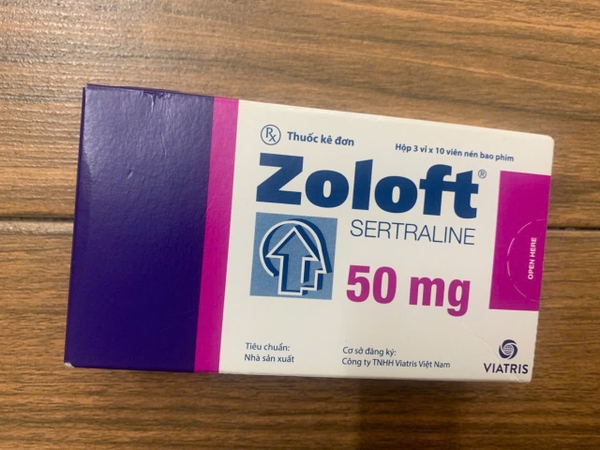 Rx Thuốc kê đơn
Hộp 3 vỉ x 10 viên nén bao phim
Zoloft®
SERTRALINE
50 mg
OPEN HERE
Tiêu chuẩn:
Nhà sản xuất
Cơ sở đăng ký:
Công ty TNHH Viatris Việt Nam
VIATRIS